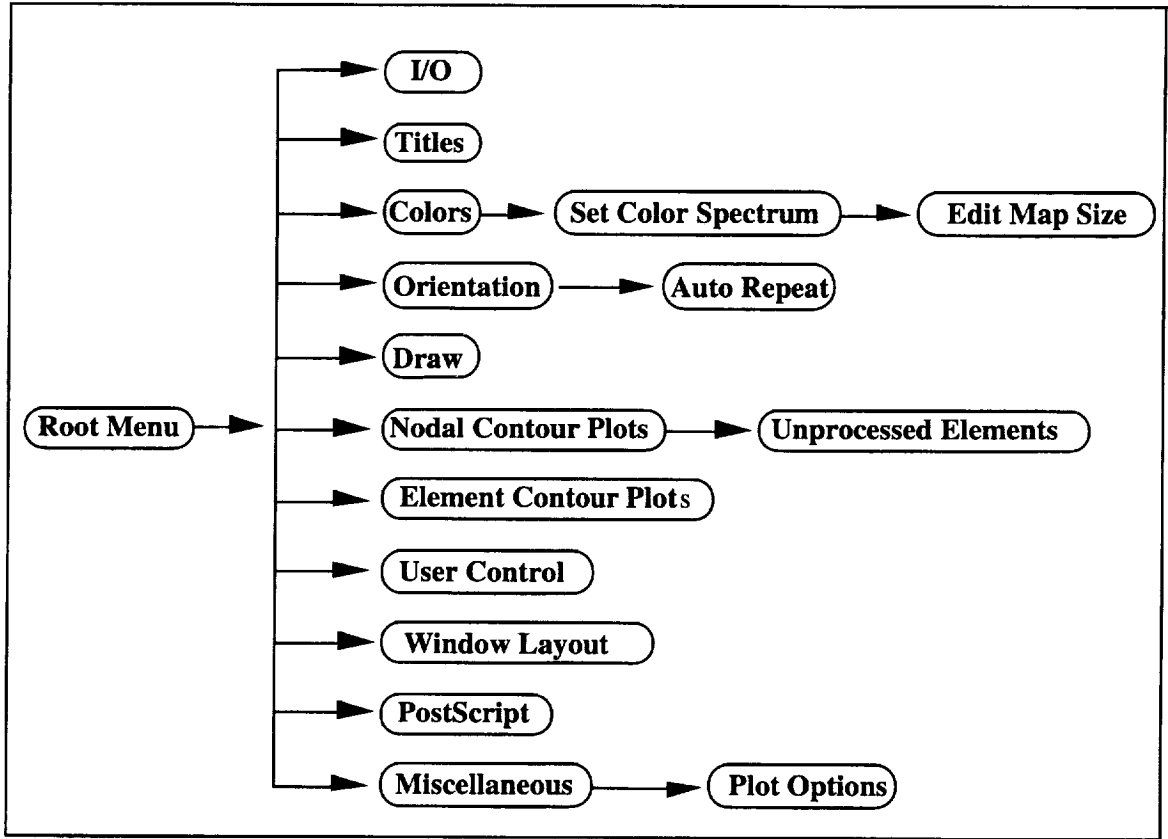 I/O
Titles
Colors
Set Color Spectrum
Edit Map Size
Orientation
Auto Repeat
Draw
Root Menu
Nodal Contour Plots
Unprocessed Elements
Element Contour Plots
User Control
Window Layout
PostScript
Miscellaneous
Plot Options